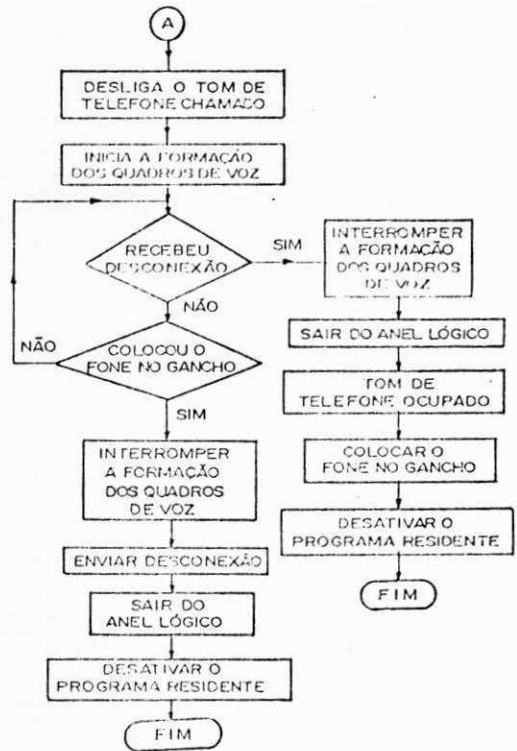 A
DESLIGA O TOM DE
TELEFONE CHAMADO
INICIA A FORMAÇÃO
DOS QUADROS DE VOZ
RECEBEU
DESCONEXÃO
SIM
NÃO
INTERROMPER
A FORMAÇÃO
DOS QUADROS
DE VOZ
SAIR DO ANEL LÓGICO
TOM DE
TELEFONE OCUPADO
COLOCAR O
FONE NO GANCHO
DESATIVAR O
PROGRAMA RESIDENTE
FIM
COLOCOU O
FONE NO GANCHO
NÃO
SIM
INTERROMPER
A FORMAÇÃO
DOS QUADROS
DE VOZ
ENVIAR DESCONEXÃO
SAIR DO
ANEL LÓGICO
DESATIVAR O
PROGRAMA RESIDENTE
FIM